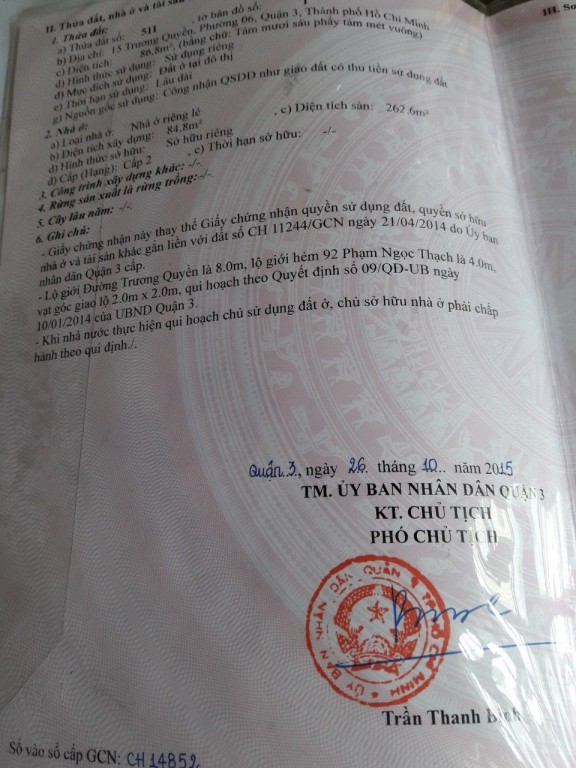 II. Thửa đất, nhà ở và tài sản
1. Thửa đất:
a) Thửa đất số: 511 , tờ bản đồ số: 1
b) Địa chỉ: 15 Trương Quyền, Phường 06, Quận 3, Thành phố Hồ Chí Minh
c) Diện tích: 86,8m², (bằng chữ: Tám mươi sáu phẩy tám mét vuông)
d) Hình thức sử dụng: Sử dụng riêng
đ) Mục đích sử dụng: Đất ở tại đô thị
e) Thời hạn sử dụng: Lâu dài
g) Nguồn gốc sử dụng: Công nhận QSDĐ như giao đất có thu tiền sử dụng đất
2. Nhà ở:
a) Loại nhà ở: Nhà ở riêng lẻ
b) Diện tích xây dựng: 84,8m² , c) Diện tích sàn: 262,6m²
d) Hình thức sở hữu: Sở hữu riêng
đ) Cấp (Hạng): Cấp 2 , e) Thời hạn sở hữu: -/-
3. Công trình xây dựng khác: -/-
4. Rừng sản xuất là rừng trồng:-/-
5. Cây lâu năm: -/-
6. Ghi chú:
- Giấy chứng nhận này thay thế Giấy chứng nhận quyền sử dụng đất, quyền sở hữu
nhà ở và tài sản khác gắn liền với đất số CH 11244/GCN ngày 21/04/2014 do Ủy ban
nhân dân Quận 3 cấp.
- Lộ giới Đường Trương Quyền là 8.0m, lộ giới hẻm 92 Phạm Ngọc Thạch là 4.0m,
vạt góc giao lộ 2.0m x 2.0m, qui hoạch theo Quyết định số 09/QĐ-UB ngày
10/01/2014 của UBND Quận 3.
- Khi nhà nước thực hiện qui hoạch chủ sử dụng đất ở, chủ sở hữu nhà ở phải chấp
hành theo qui định./.
III. Sơ
Quận 3., ngày 26. tháng 10.. năm 2015
TM. ỦY BAN NHÂN DÂN QUẬN 3
KT. CHỦ TỊCH
PHÓ CHỦ TỊCH
ỦY BAN NHÂN DÂN QUẬN
CHÍ MINH
Trần Thanh Bình
Số vào sổ cấp GCN: CH 14852